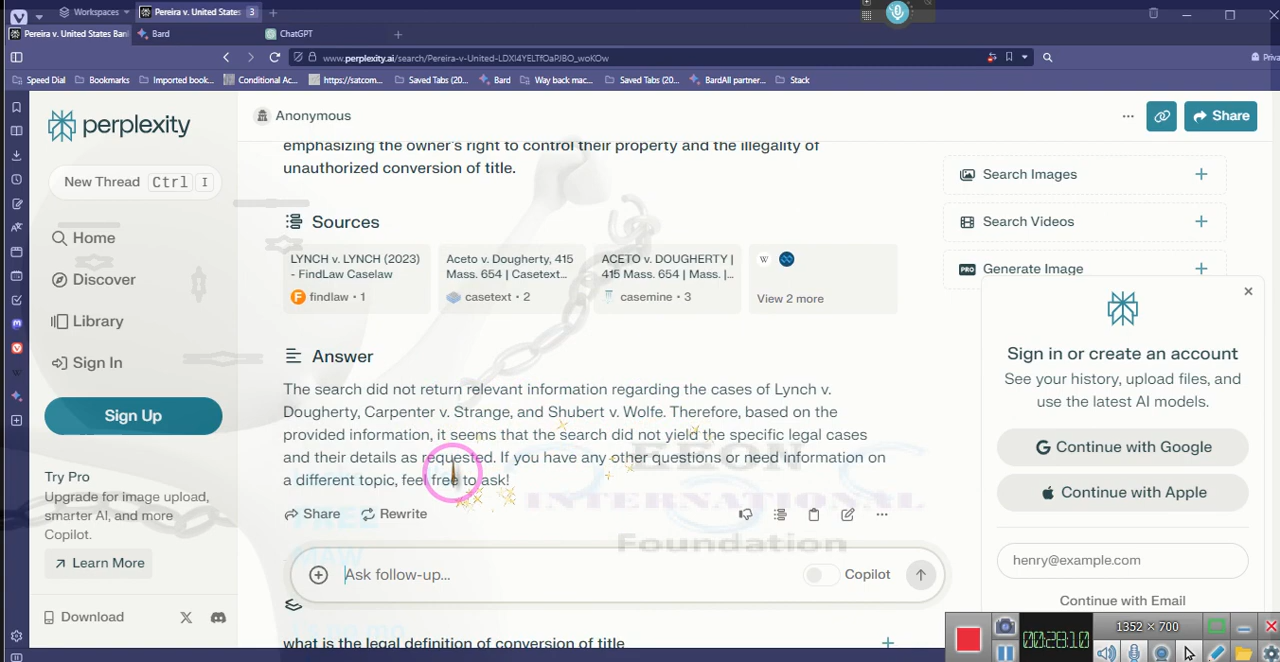 Workspaces
Pereira v. United States
3
Pereira v. United States Ban
Bard
ChatGPT
www.perplexity.ai/search/Pereira-v-United-LDXI4YELTfOaPJBO_woKOw
Priva
Speed Dial
Bookmarks
Imported book...
Conditional Ac...
https://satcom...
Saved Tabs (20...
Bard
Way back mac...
Saved Tabs (20...
BardAll partner...
Stack
perplexity
Anonymous
Share
New Thread Ctrl I
Home
Discover
Library
Sign In
Sign Up
Try Pro
Upgrade for image upload,
smarter AI, and more
Copilot.
Learn More
Download
emphasizing the owner's right to control their property and the illegality of
unauthorized conversion of title.
Sources
LYNCH v. LYNCH (2023)
- FindLaw Caselaw
findlaw • 1
Aceto v. Dougherty, 415
Mass. 654 | Casetext...
casetext • 2
ACETO v. DOUGHERTY |
415 Mass. 654 | Mass. |...
casemine • 3
W
View 2 more
Answer
The search did not return relevant information regarding the cases of Lynch v.
Dougherty, Carpenter v. Strange, and Shubert v. Wolfe. Therefore, based on the
provided information, it seems that the search did not yield the specific legal cases
and their details as requested. If you have any other questions or need information on
a different topic, feel free to ask!
INTERNATIONAL
Foundation
Share
Rewrite
Ask follow-up...
Copilot
what is the legal definition of conversion of title
Search Images
Search Videos
PRO Generate Image
Sign in or create an account
See your history, upload files, and
use the latest AI models.
Continue with Google
Continue with Apple
henry@example.com
Continue with Email
1352 × 700
00:28:10